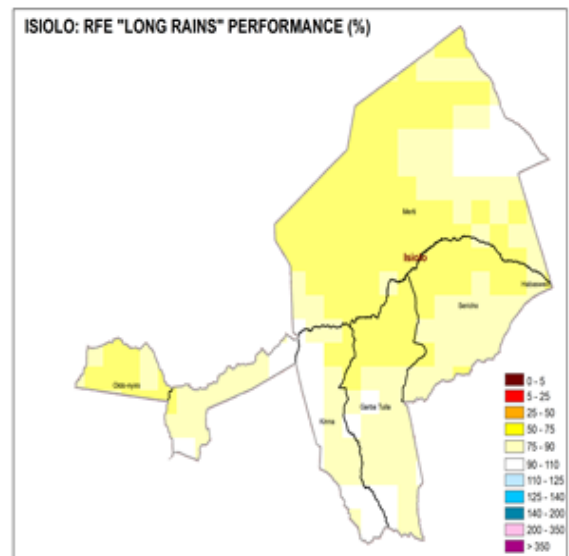 ISIOLO: RFE "LONG RAINS" PERFORMANCE (%)
Merti
Isiolo
Habaswein
Sericho
Oldo-nyiro
Kinna
Garba Tulla
0 - 5
5 - 25
25 - 50
50 - 75
75 - 90
90 - 110
110 - 125
125 - 140
140 - 200
200 - 350
> 350